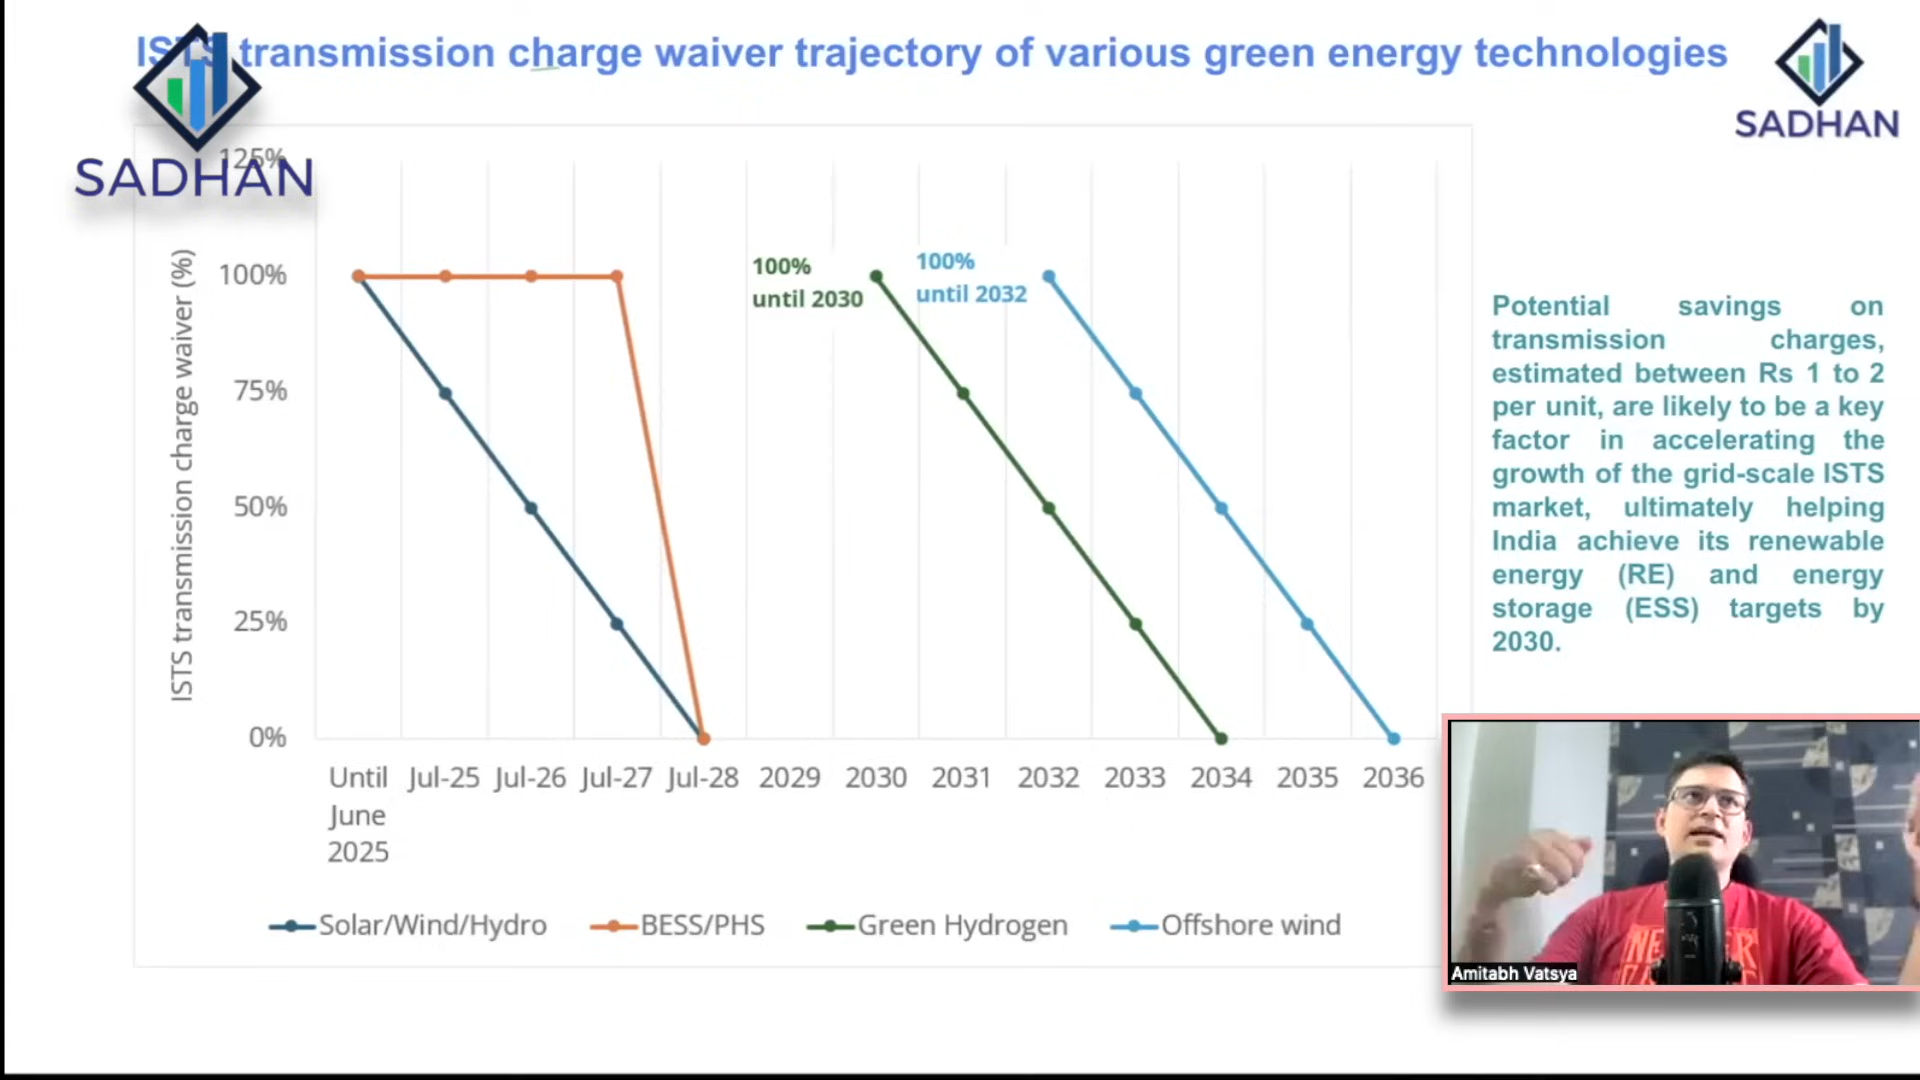 ISTS transmission charge waiver trajectory of various green energy technologies
SADHAN
SADHAN
ISTS transmission charge waiver (%)
125%
100%
75%
50%
25%
0%
100%
until 2030
100%
until 2032
Until June 2025
Jul-25
Jul-26
Jul-27
Jul-28
2029
2030
2031
2032
2033
2034
2035
2036
Solar/Wind/Hydro
BESS/PHS
Green Hydrogen
Offshore wind
Potential savings on
transmission charges,
estimated between Rs 1 to 2
per unit, are likely to be a key
factor in accelerating the
growth of the grid-scale ISTS
market, ultimately helping
India achieve its renewable
energy (RE) and energy
storage (ESS) targets by
2030.
Amitabh Vatsya